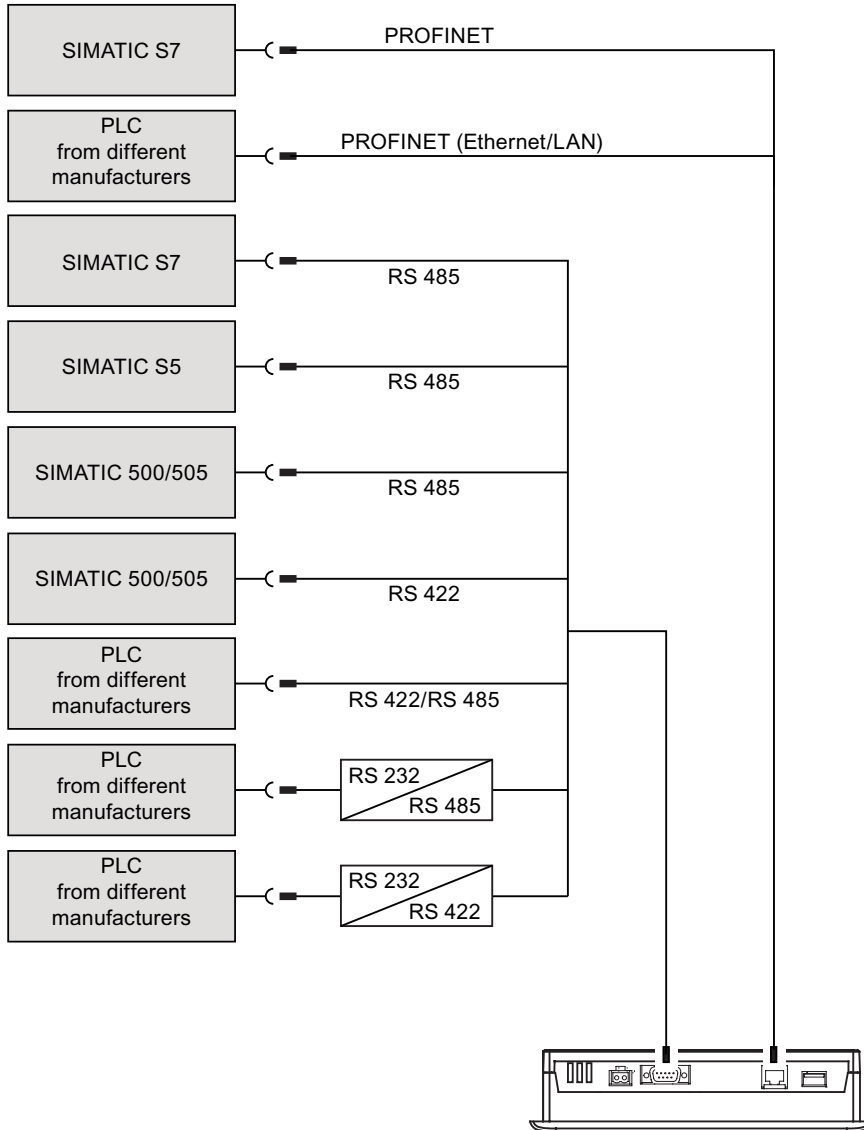 SIMATIC S7
PROFINET
PLC
from different
manufacturers
PROFINET (Ethernet/LAN)
SIMATIC S7
RS 485
SIMATIC S5
RS 485
SIMATIC 500/505
RS 485
SIMATIC 500/505
RS 422
PLC
from different
manufacturers
RS 422/RS 485
PLC
from different
manufacturers
RS 232
RS 485
PLC
from different
manufacturers
RS 232
RS 422